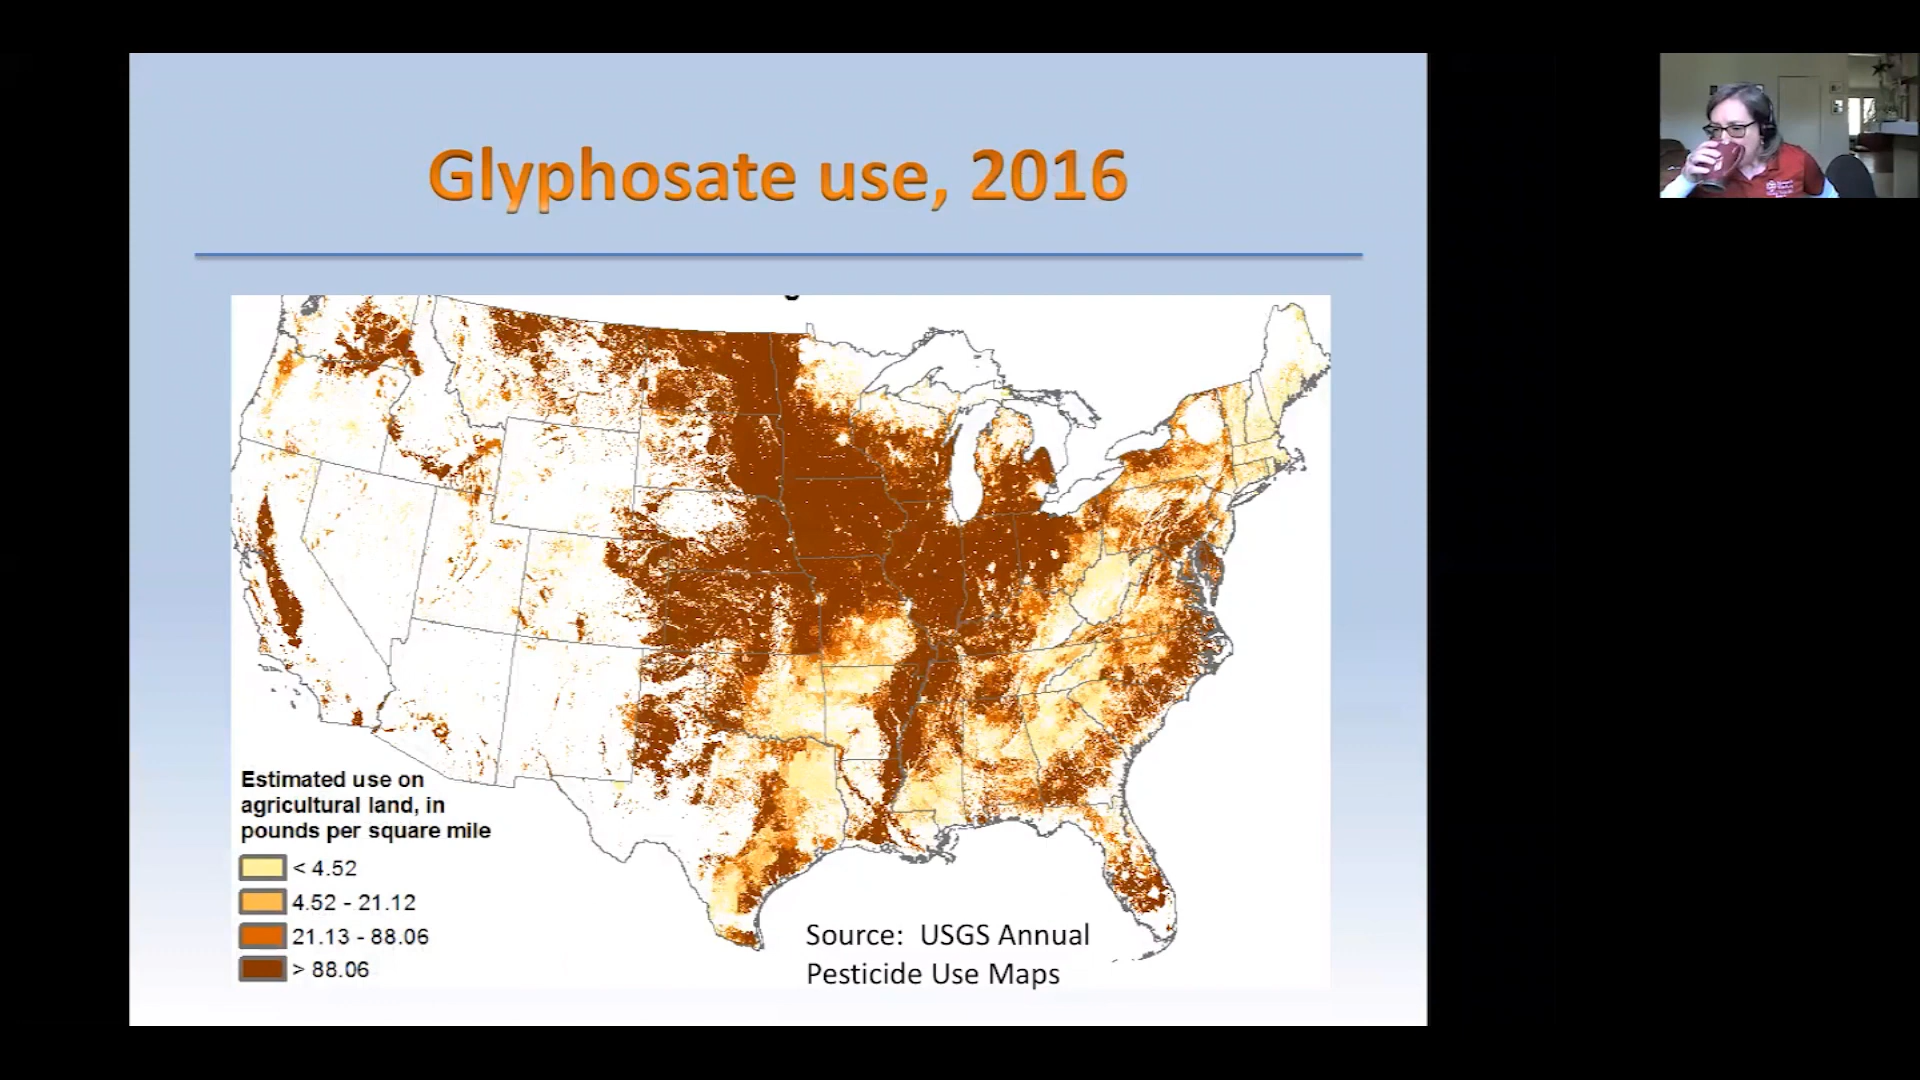 Glyphosate use, 2016
Estimated use on
agricultural land, in
pounds per square mile
< 4.52
4.52 - 21.12
21.13 - 88.06
> 88.06
Source: USGS Annual
Pesticide Use Maps